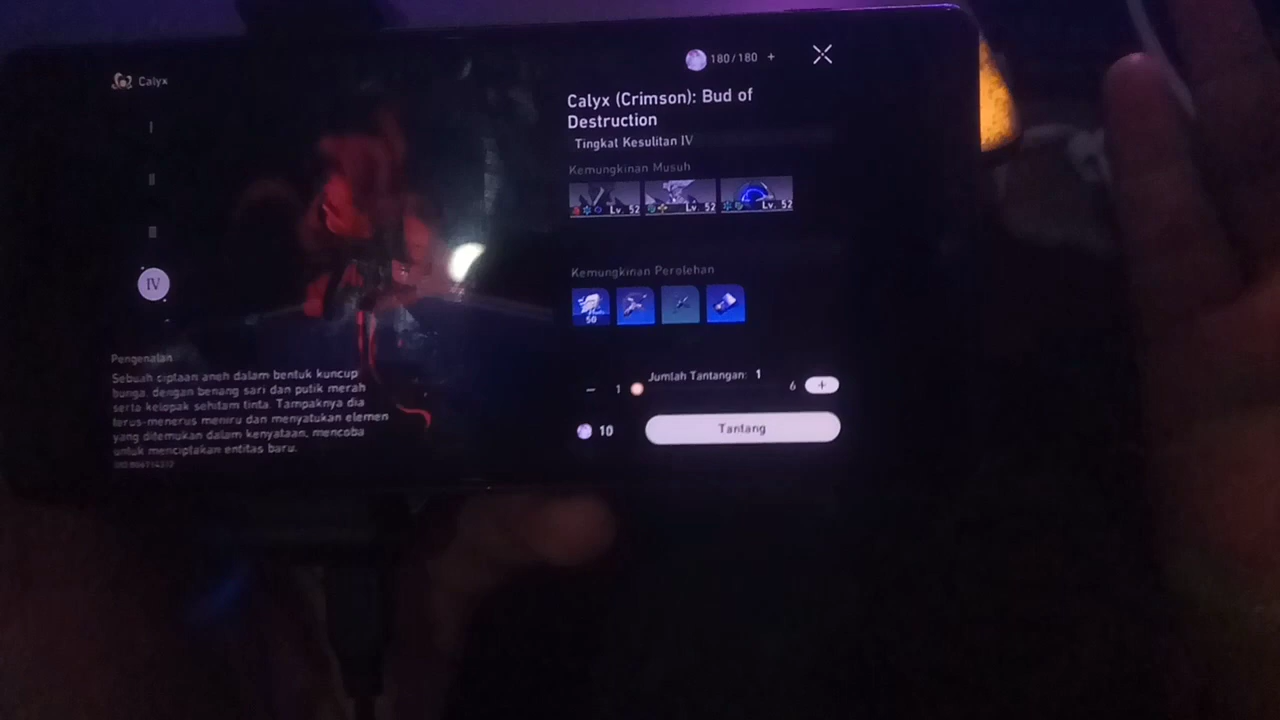 Calyx
180/180 +
Calyx (Crimson): Bud of
Destruction
Tingkat Kesulitan IV
Kemungkinan Musuh
Lv. 52
Lv. 52
Lv. 52
IV
Kemungkinan Perolehan
50
Pengenalan
Sebuah ciptaan aneh dalam bentuk kuncup
bunga, dengan benang sari dan putik merah
serta kelopak sehitam tinta. Tampaknya dia
terus-menerus meniru dan menyatukan elemen
yang ditemukan dalam kenyataan, mencoba
untuk menciptakan entitas baru.
Jumlah Tantangan: 1
− 1 6 +
10
Tantang